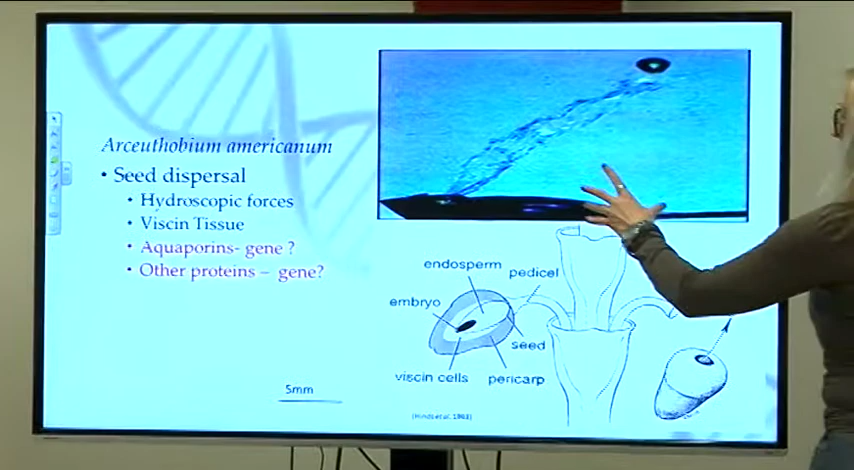 Arceuthobium americanum
• Seed dispersal
• Hydroscopic forces
• Viscin Tissue
• Aquaporins- gene ?
• Other proteins – gene?
endosperm
pedicel
embryo
seed
viscin cells
pericarp
5mm